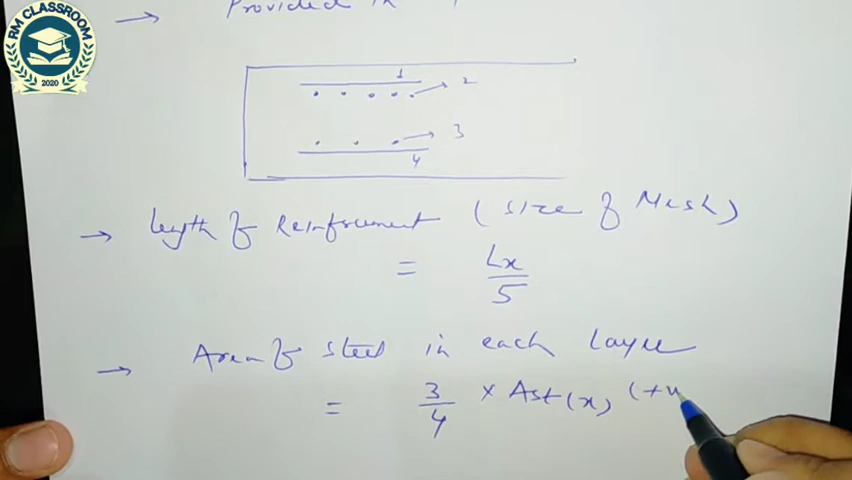 RM CLASSROOM
2020
→ Provided in
1
2
3
4
→ Length of Reinforcement (Size of Mesh)
= Lx/5
→ Area of steel in each Layer
= 3/4 × Ast(x) (+v